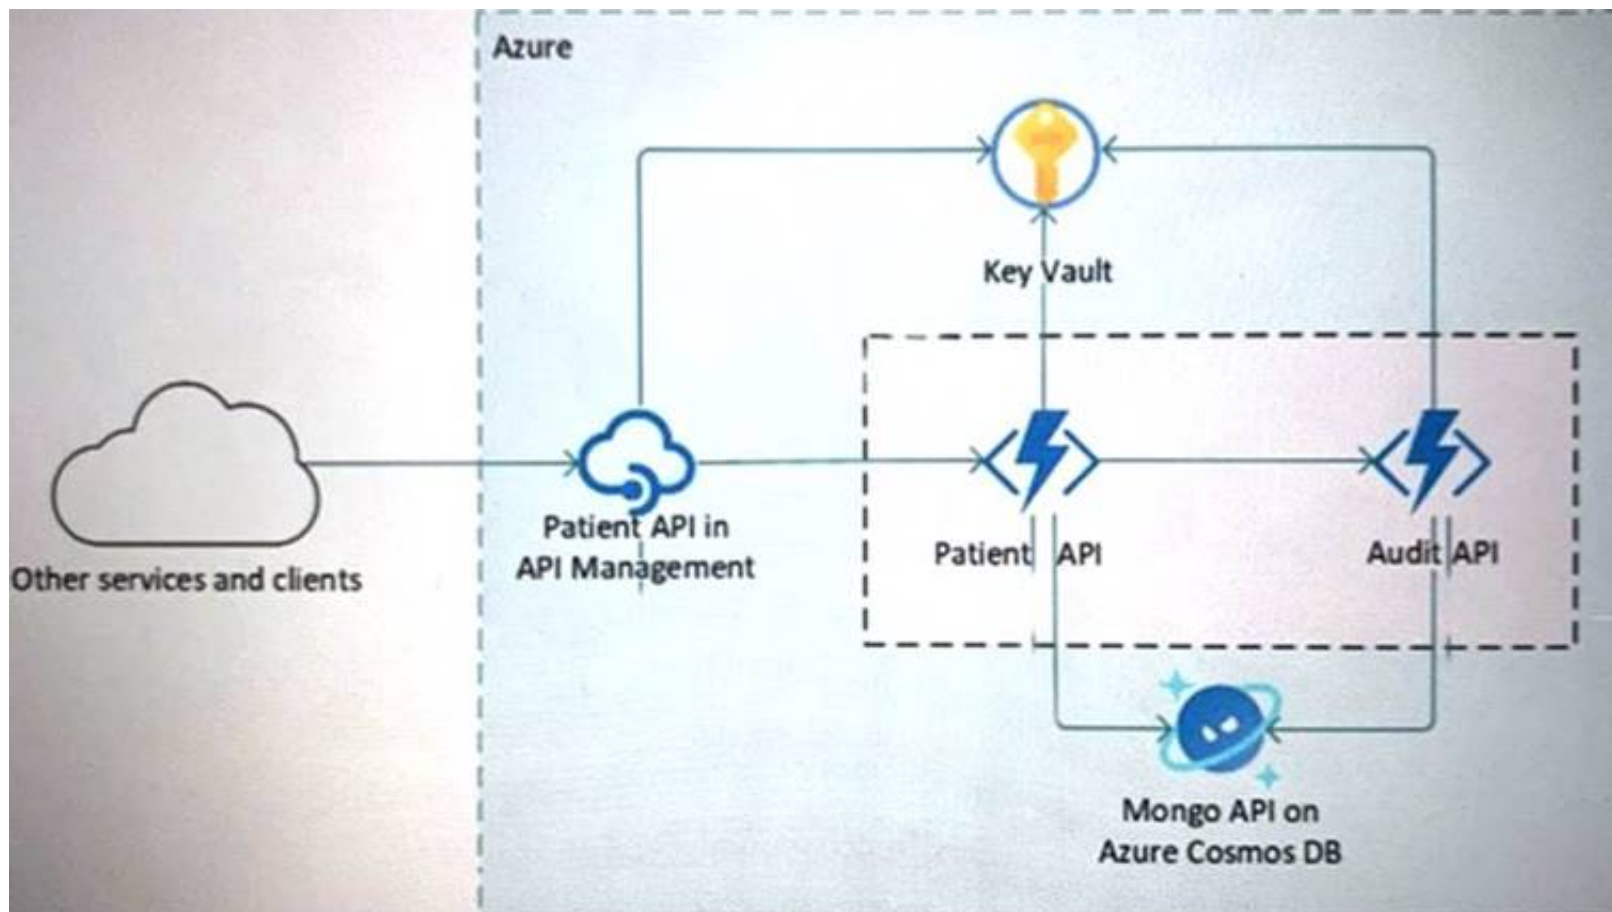 Azure
Key Vault
Patient API in
API Management
Patient API
Audit API
Other services and clients
Mongo API on
Azure Cosmos DB